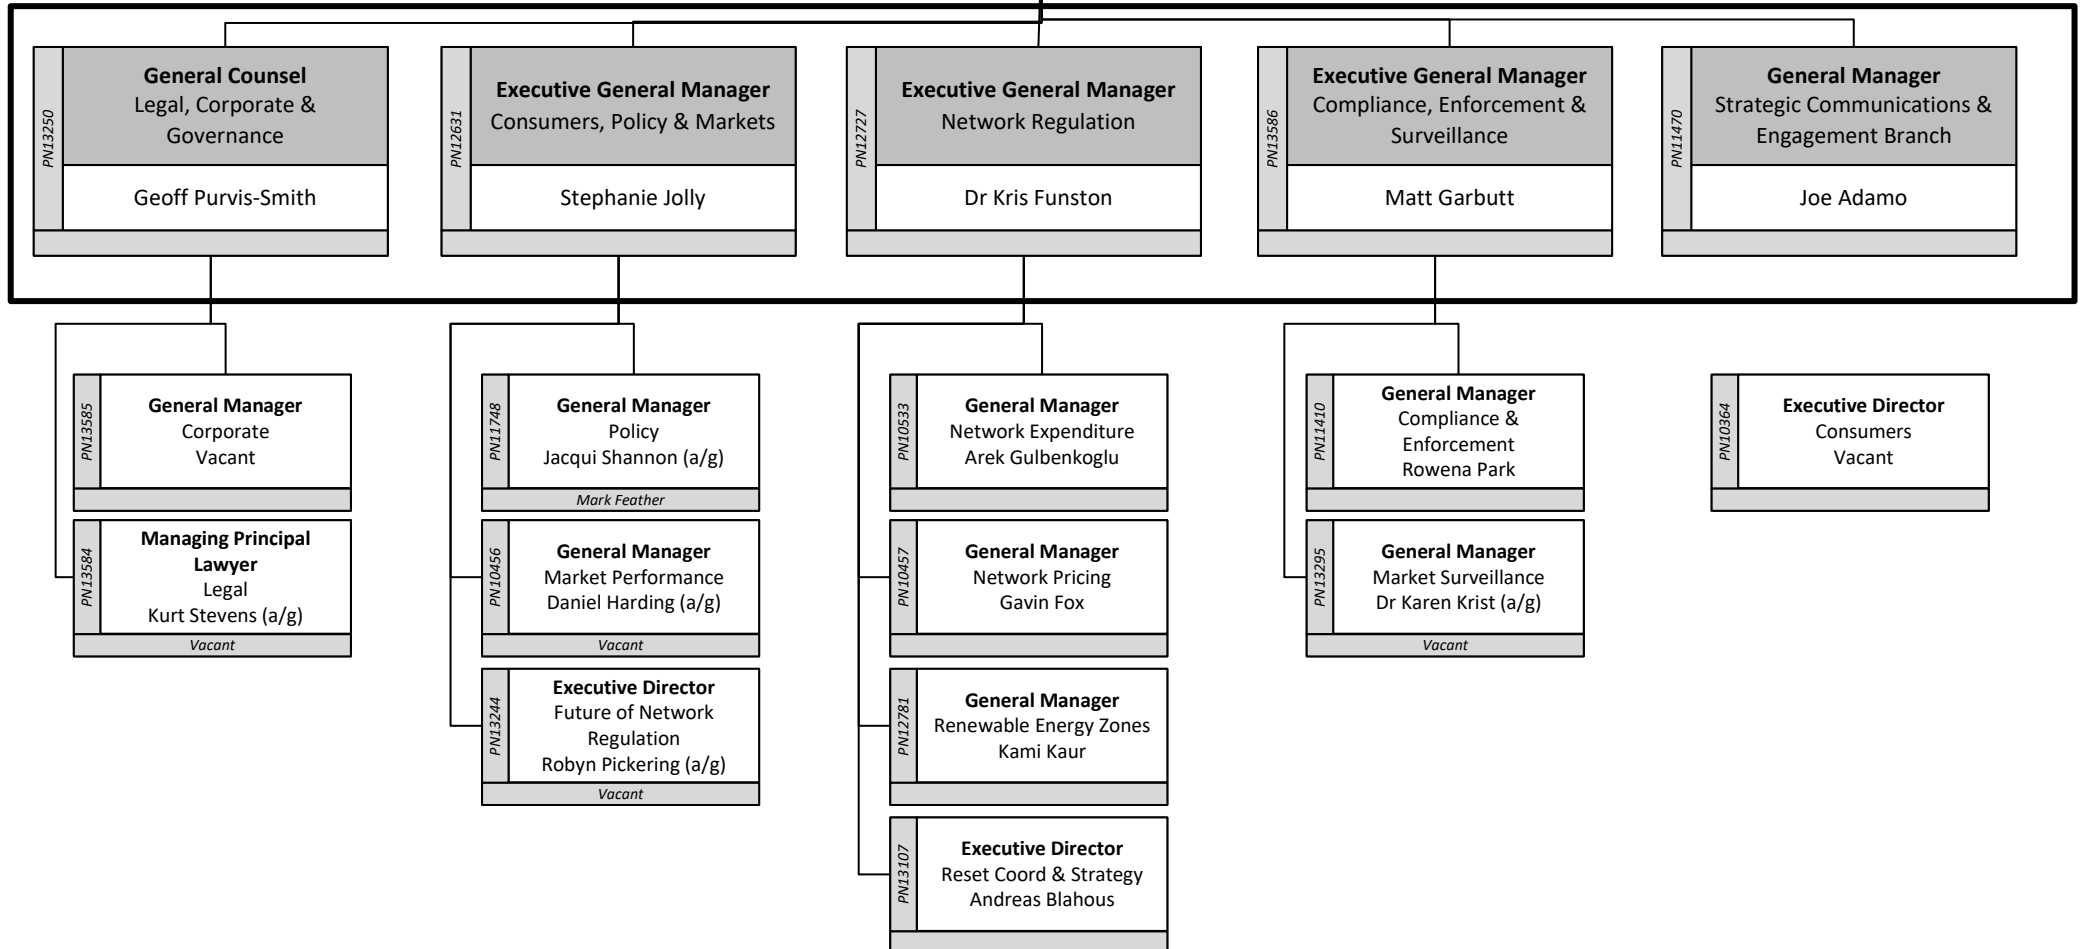 PN13250
General Counsel
Legal, Corporate &
Governance
Geoff Purvis-Smith
PN12631
Executive General Manager
Consumers, Policy & Markets
Stephanie Jolly
PN12727
Executive General Manager
Network Regulation
Dr Kris Funston
PN13586
Executive General Manager
Compliance, Enforcement &
Surveillance
Matt Garbutt
PN11470
General Manager
Strategic Communications &
Engagement Branch
Joe Adamo
PN13585
General Manager
Corporate
Vacant
PN13584
Managing Principal
Lawyer
Legal
Kurt Stevens (a/g)
Vacant
PN11748
General Manager
Policy
Jacqui Shannon (a/g)
Mark Feather
PN10456
General Manager
Market Performance
Daniel Harding (a/g)
Vacant
PN13244
Executive Director
Future of Network
Regulation
Robyn Pickering (a/g)
Vacant
PN10533
General Manager
Network Expenditure
Arek Gulbenkoglu
PN10457
General Manager
Network Pricing
Gavin Fox
PN12781
General Manager
Renewable Energy Zones
Kami Kaur
PN13107
Executive Director
Reset Coord & Strategy
Andreas Blahous
PN11410
General Manager
Compliance &
Enforcement
Rowena Park
PN13295
General Manager
Market Surveillance
Dr Karen Krist (a/g)
Vacant
PN10364
Executive Director
Consumers
Vacant